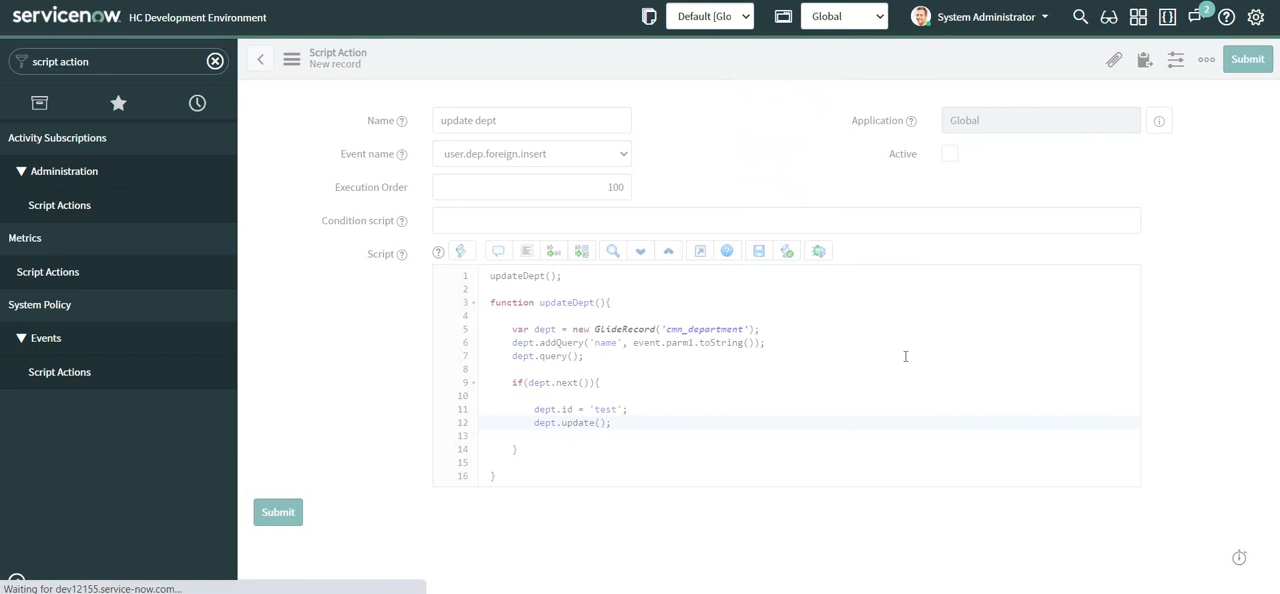 servicenow. HC Development Environment
Default [Glo
Global
System Administrator
2
script action
Script Action
New record
Submit
Activity Subscriptions
Administration
Script Actions
Metrics
Script Actions
System Policy
Events
Script Actions
Name
update dept
Application
Global
Event name
user.dep.foreign.insert
Active
Execution Order
100
Condition script
Script
1 updateDept();
2
3 function updateDept(){
4
5 var dept = new GlideRecord('cmn_department');
6 dept.addQuery('name', event.parm1.toString());
7 dept.query();
8
9 if(dept.next()){
10
11 dept.id = 'test';
12 dept.update();
13
14 }
15
16 }
Submit
Waiting for dev12155.service-now.com...